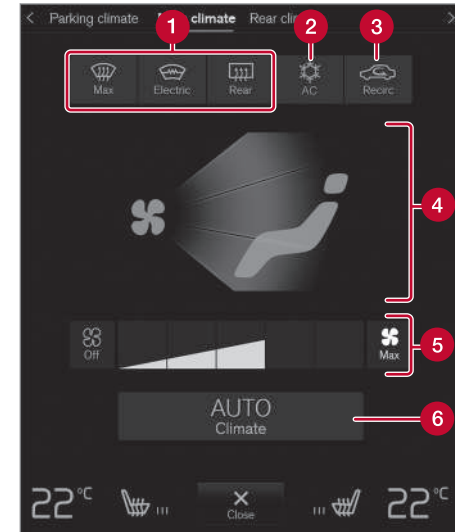 Parking climate climate Rear
1 2 3
Max Electric Rear AC Recirc
4
Off Max 5
AUTO
Climate 6
22°C Close 22°C